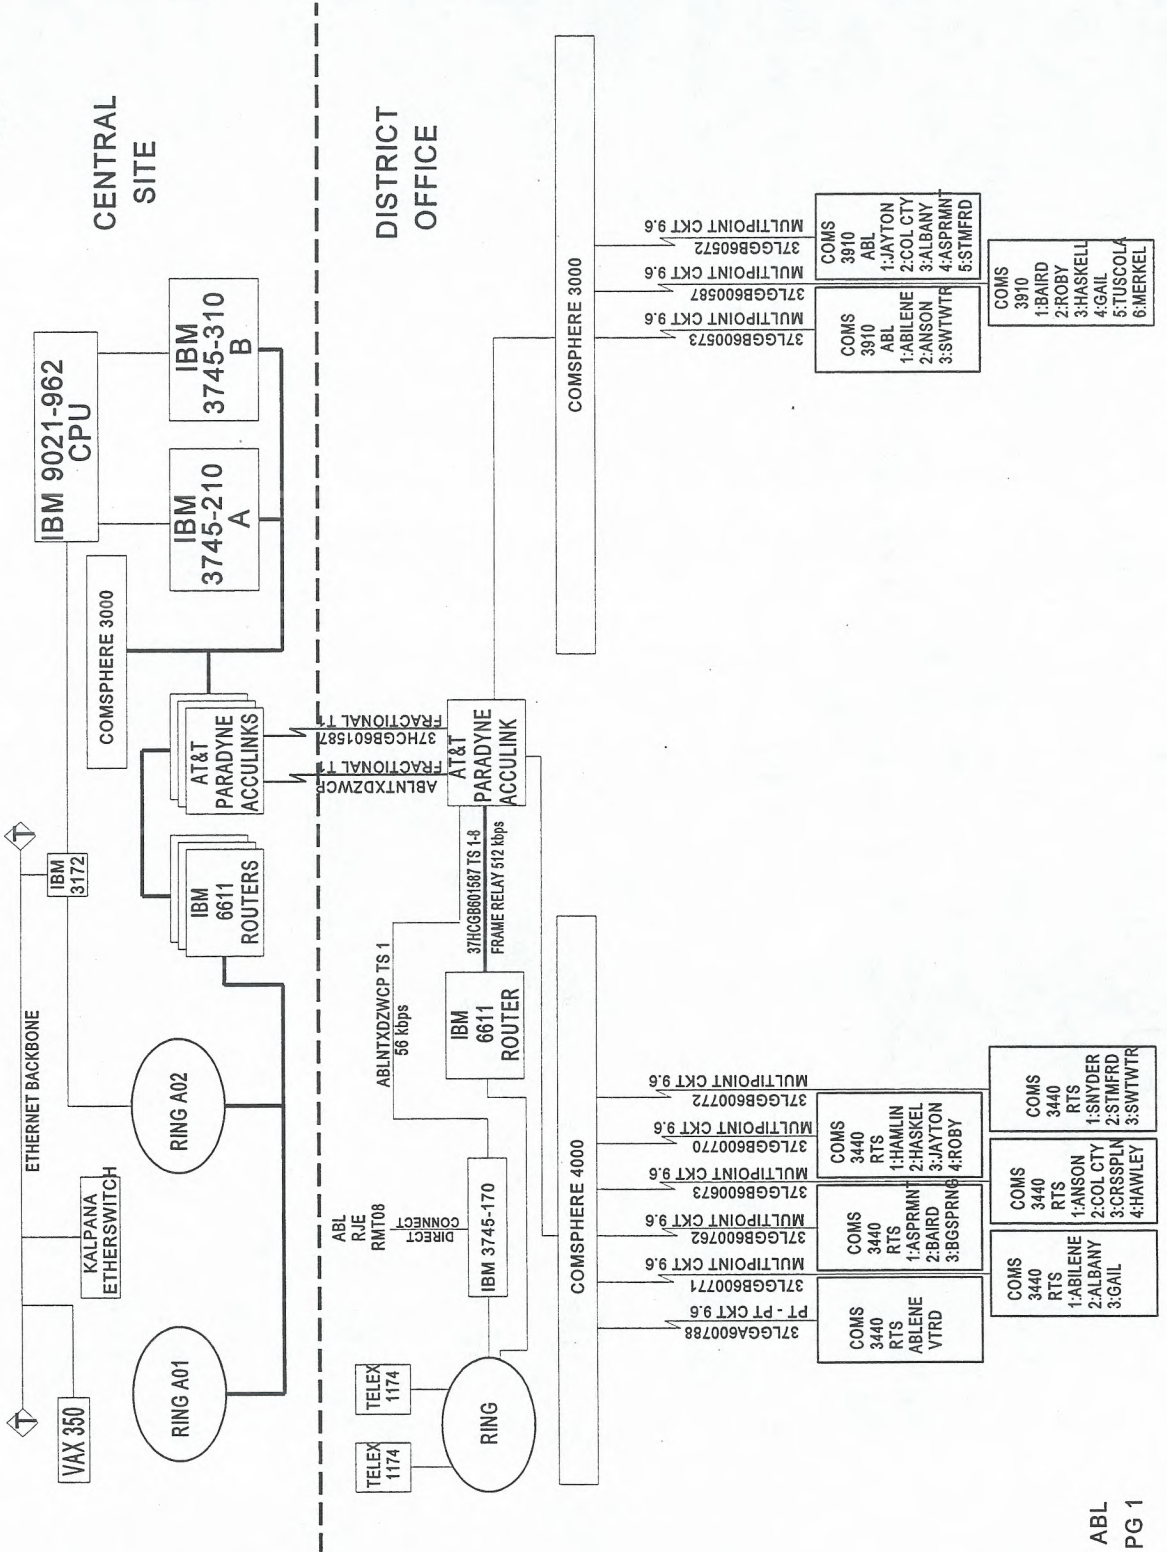 CENTRAL
SITE
IBM 9021-962
CPU
IBM
3745-310
B
IBM
3745-210
A
COMSPHERE 3000
AT&T
PARADYNE
ACCULINKS
IBM
6611
ROUTERS
IBM
3172
T
T
ETHERNET BACKBONE
KALPANA
ETHERSWITCH
VAX 350
RING A01
RING A02
DISTRICT
OFFICE
37HCGB601587
FRACTIONAL T1
ABLNTXDZWCP
FRACTIONAL T1
AT&T
PARADYNE
ACCULINK
37HCGB601587 TS 1-8
FRAME RELAY 512 kbps
ABLNTXDZWCP TS 1
56 kbps
IBM
6611
ROUTER
ABL
RJE
RMT08
DIRECT
CONNECT
IBM 3745-170
TELEX
1174
TELEX
1174
RING
COMSPHERE 4000
37LGGA600788
PT - PT CKT 9.6
37LGGB600771
MULTIPOINT CKT 9.6
37LGGB600762
MULTIPOINT CKT 9.6
37LGGB600673
MULTIPOINT CKT 9.6
37LGGB600770
MULTIPOINT CKT 9.6
37LGGB600772
MULTIPOINT CKT 9.6
COMS
3440
RTS
ABLENE
VTRD
COMS
3440
RTS
1:ABILENE
2:ALBANY
3:GAIL
COMS
3440
RTS
1:ASPRMNT
2:BAIRD
3:BGSPRNG
COMS
3440
RTS
1:ANSON
2:COL CTY
3:CRSSPLN
4:HAWLEY
COMS
3440
RTS
1:HAMLIN
2:HASKEL
3:JAYTON
4:ROBY
COMS
3440
RTS
1:SNYDER
2:STMFRD
3:SWTWTR
COMSPHERE 3000
37LGGB600573
MULTIPOINT CKT 9.6
37LGGB600587
MULTIPOINT CKT 9.6
37LGGB60572
MULTIPOINT CKT 9.6
COMS
3910
ABL
1:ABILENE
2:ANSON
3:SWTWTR
COMS
3910
1:BAIRD
2:ROBY
3:HASKELL
4:GAIL
5:TUSCOLA
6:MERKEL
COMS
3910
ABL
1:JAYTON
2:COL CTY
3:ALBANY
4:ASPRMNT
5:STMFRD
ABL
PG 1